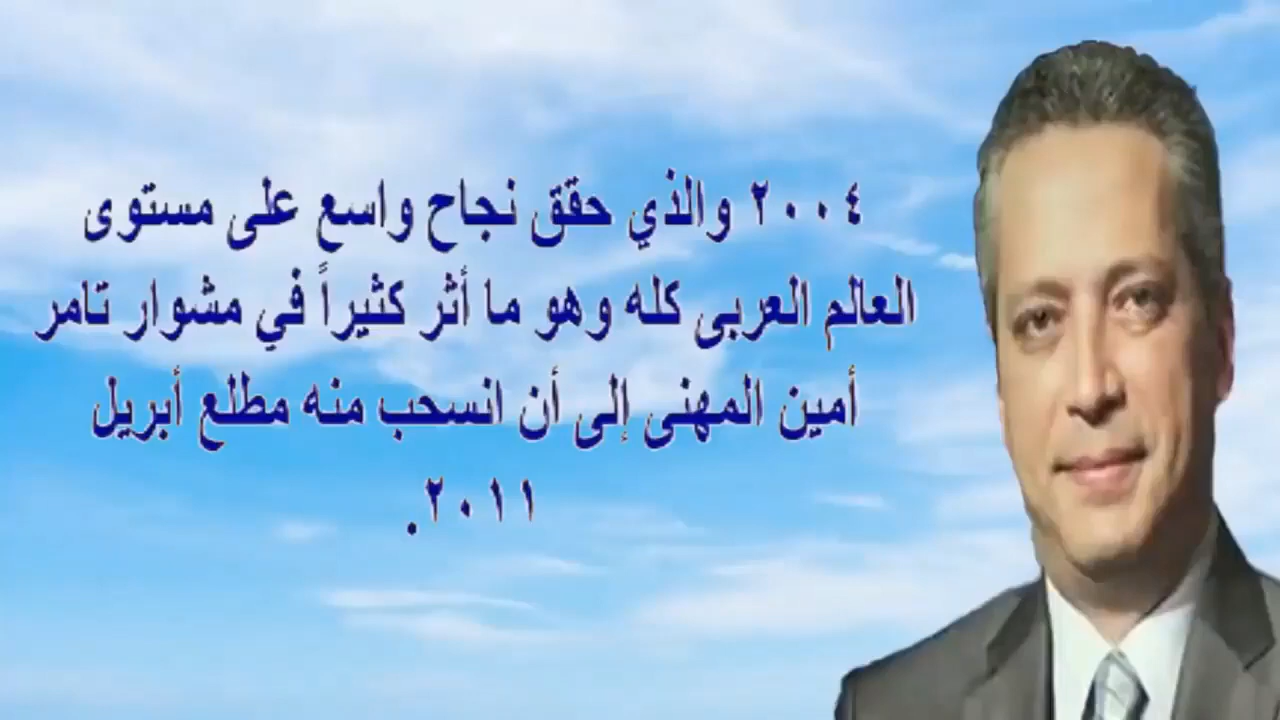 ٢٠٠٤ والذي حقق نجاح واسع على مستوى
العالم العربى كله وهو ما أثر كثيراً في مشوار تامر
أمين المهنى إلى أن انسحب منه مطلع أبريل
٢٠١١.